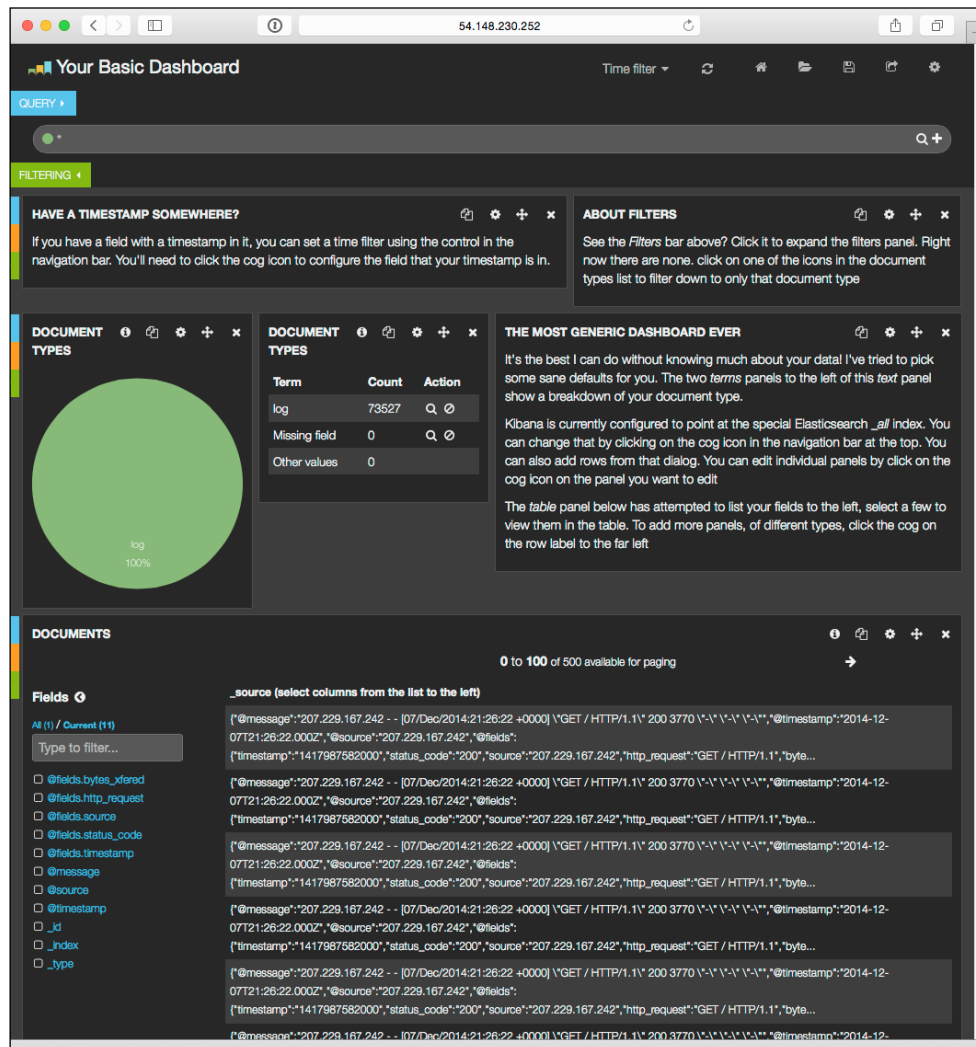 54.148.230.252
Your Basic Dashboard
Time filter
QUERY
*
FILTERING
HAVE A TIMESTAMP SOMEWHERE?
If you have a field with a timestamp in it, you can set a time filter using the control in the
navigation bar. You'll need to click the cog icon to configure the field that your timestamp is in.
ABOUT FILTERS
See the Filters bar above? Click it to expand the filters panel. Right
now there are none. click on one of the icons in the document
types list to filter down to only that document type
DOCUMENT
TYPES
log
100%
DOCUMENT
TYPES
Term Count Action
log 73527
Missing field 0
Other values 0
THE MOST GENERIC DASHBOARD EVER
It's the best I can do without knowing much about your data! I've tried to pick
some sane defaults for you. The two terms panels to the left of this text panel
show a breakdown of your document type.
Kibana is currently configured to point at the special Elasticsearch _all index. You
can change that by clicking on the cog icon in the navigation bar at the top. You
can also add rows from that dialog. You can edit individual panels by click on the
cog icon on the panel you want to edit
The table panel below has attempted to list your fields to the left, select a few to
view them in the table. To add more panels, of different types, click the cog on
the row label to the far left
DOCUMENTS
0 to 100 of 500 available for paging
Fields
All (1) / Current (11)
Type to filter...
@fields.bytes_xfered
@fields.http_request
@fields.source
@fields.status_code
@fields.timestamp
@message
@source
@timestamp
_id
_index
_type
_source (select columns from the list to the left)
{"@message":"207.229.167.242 - - [07/Dec/2014:21:26:22 +0000] \"GET / HTTP/1.1\" 200 3770 \"-\" \"-\" \"-\"","@timestamp":"2014-12-
07T21:26:22.000Z","@source":"207.229.167.242","@fields":
{"timestamp":"1417987582000","status_code":"200","source":"207.229.167.242","http_request":"GET / HTTP/1.1","byte...
{"@message":"207.229.167.242 - - [07/Dec/2014:21:26:22 +0000] \"GET / HTTP/1.1\" 200 3770 \"-\" \"-\" \"-\"","@timestamp":"2014-12-
07T21:26:22.000Z","@source":"207.229.167.242","@fields":
{"timestamp":"1417987582000","status_code":"200","source":"207.229.167.242","http_request":"GET / HTTP/1.1","byte...
{"@message":"207.229.167.242 - - [07/Dec/2014:21:26:22 +0000] \"GET / HTTP/1.1\" 200 3770 \"-\" \"-\" \"-\"","@timestamp":"2014-12-
07T21:26:22.000Z","@source":"207.229.167.242","@fields":
{"timestamp":"1417987582000","status_code":"200","source":"207.229.167.242","http_request":"GET / HTTP/1.1","byte...
{"@message":"207.229.167.242 - - [07/Dec/2014:21:26:22 +0000] \"GET / HTTP/1.1\" 200 3770 \"-\" \"-\" \"-\"","@timestamp":"2014-12-
07T21:26:22.000Z","@source":"207.229.167.242","@fields":
{"timestamp":"1417987582000","status_code":"200","source":"207.229.167.242","http_request":"GET / HTTP/1.1","byte...
{"@message":"207.229.167.242 - - [07/Dec/2014:21:26:22 +0000] \"GET / HTTP/1.1\" 200 3770 \"-\" \"-\" \"-\"","@timestamp":"2014-12-
07T21:26:22.000Z","@source":"207.229.167.242","@fields":
{"timestamp":"1417987582000","status_code":"200","source":"207.229.167.242","http_request":"GET / HTTP/1.1","byte...
{"@message":"207.229.167.242 - - [07/Dec/2014:21:26:22 +0000] \"GET / HTTP/1.1\" 200 3770 \"-\" \"-\" \"-\"","@timestamp":"2014-12-